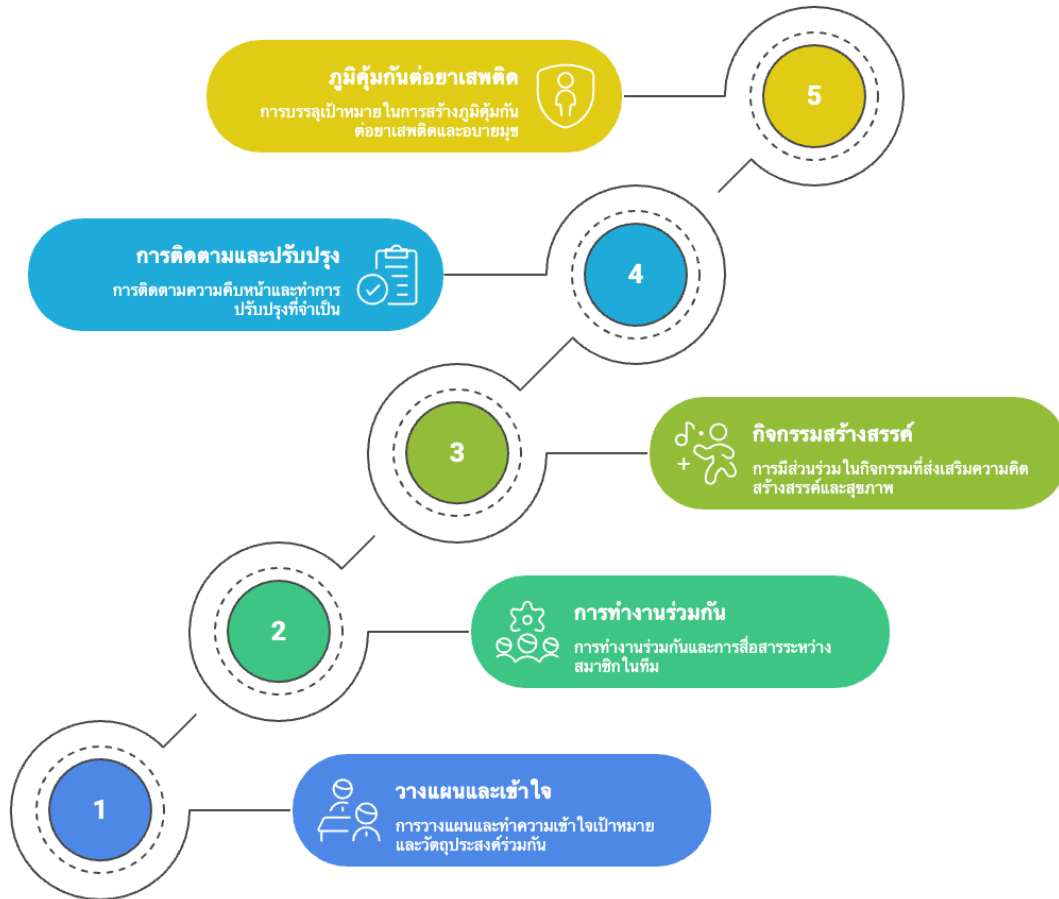 ภูมิคุ้มกันต่อยาเสพติด
การบรรลุเป้าหมายในการสร้างภูมิคุ้มกัน
ต่อยาเสพติดและอบายมุข
5
การติดตามและปรับปรุง
การติดตามความคืบหน้าและทำการ
ปรับปรุงที่จำเป็น
4
3
กิจกรรมสร้างสรรค์
การมีส่วนร่วมในกิจกรรมที่ส่งเสริมความคิด
สร้างสรรค์และสุขภาพ
2
การทำงานร่วมกัน
การทำงานร่วมกันและการสื่อสารระหว่าง
สมาชิกในทีม
1
วางแผนและเข้าใจ
การวางแผนและทำความเข้าใจเป้าหมาย
และวัตถุประสงค์ร่วมกัน